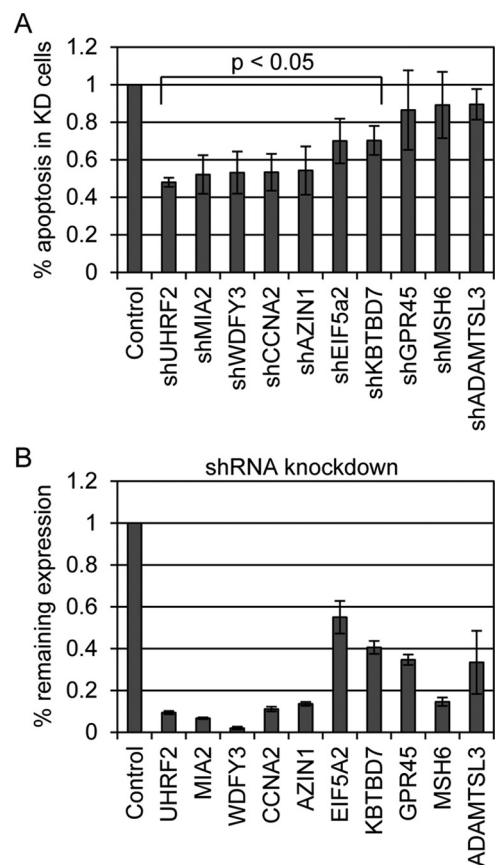 A
p < 0.05
% apoptosis in KD cells
1.2
1
0.8
0.6
0.4
0.2
0
Control
shUHRF2
shMIA2
shWDFY3
shCCNA2
shAZIN1
shEIF5a2
shKBTBD7
shGPR45
shMSH6
shADAMTSL3
B
shRNA knockdown
% remaining expression
1.2
1
0.8
0.6
0.4
0.2
0
Control
UHRF2
MIA2
WDFY3
CCNA2
AZIN1
EIF5A2
KBTBD7
GPR45
MSH6
ADAMTSL3